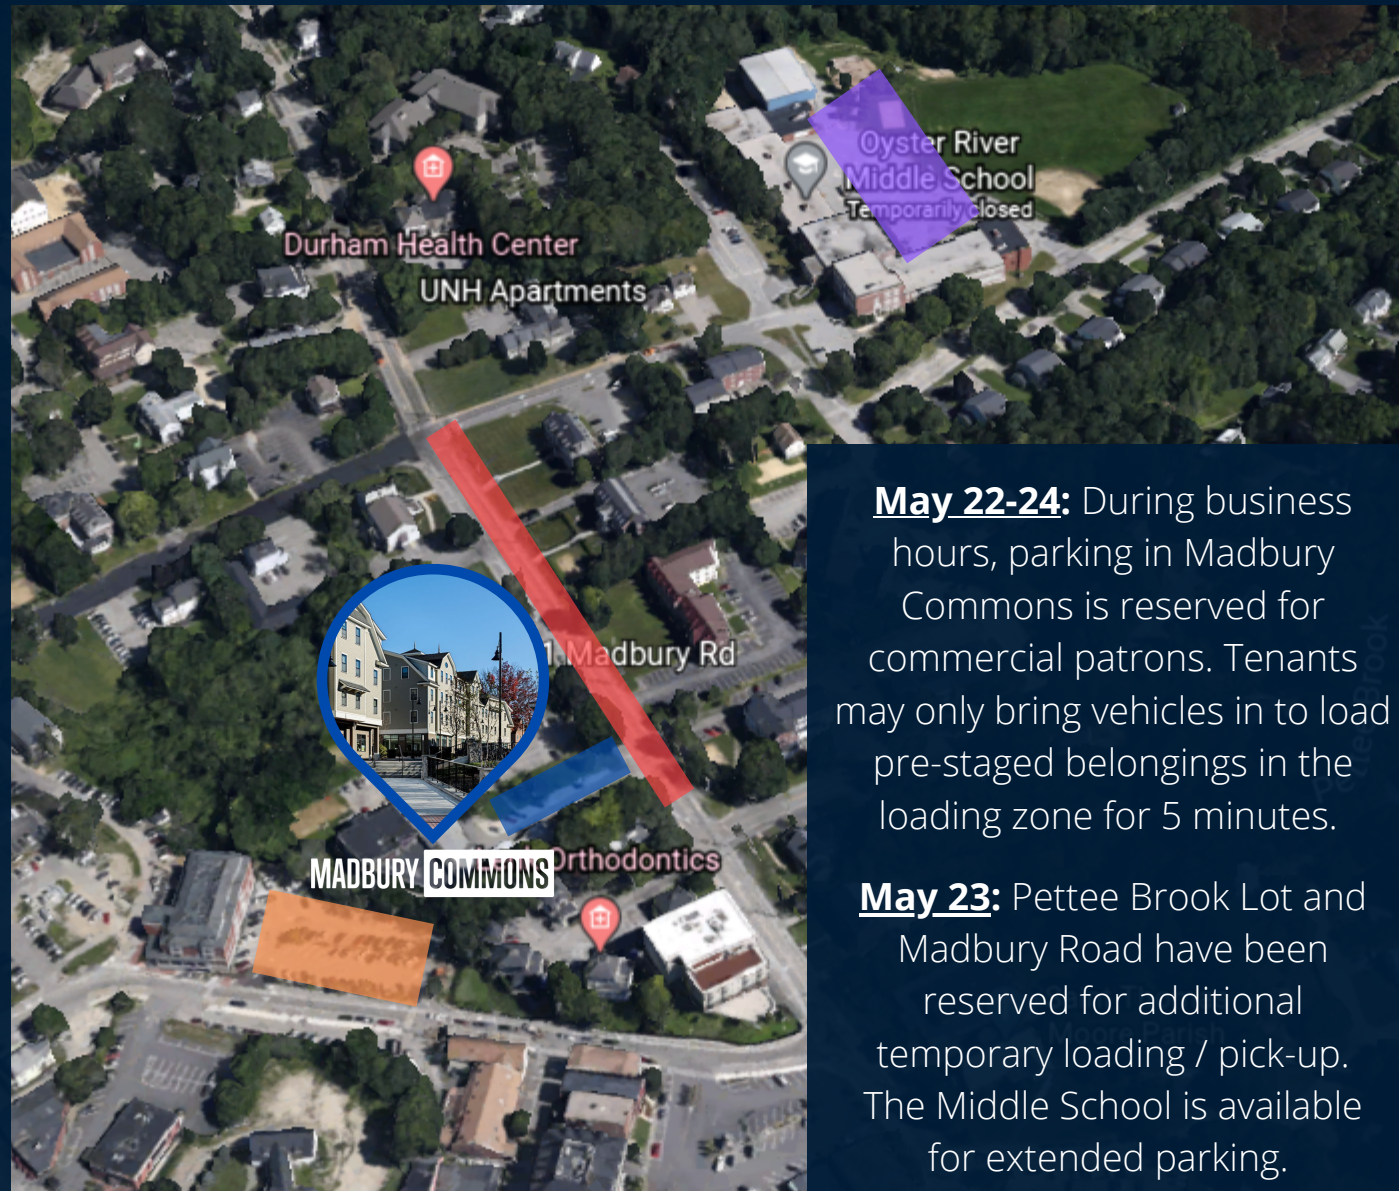 Oyster River
Middle School
Temporarily closed
Durham Health Center
UNH Apartments
1 Madbury Rd
MADBURY COMMONS
Orthodontics
May 22-24: During business
hours, parking in Madbury
Commons is reserved for
commercial patrons. Tenants
may only bring vehicles in to load
pre-staged belongings in the
loading zone for 5 minutes.
May 23: Pettee Brook Lot and
Madbury Road have been
reserved for additional
temporary loading / pick-up.
The Middle School is available
for extended parking.